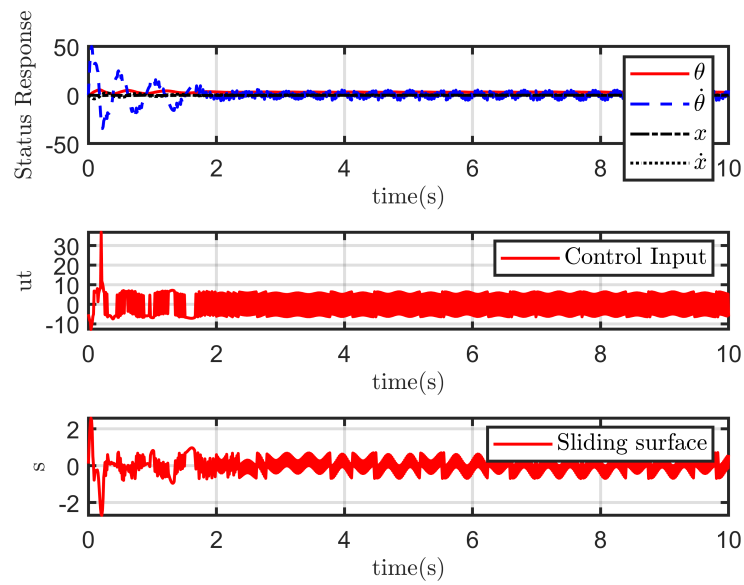 Status Response
50
0
-50
θ
θ̇
x
ẋ
0 2 4 6 8 10
time(s)
ut
30
20
10
0
-10
Control Input
0 2 4 6 8 10
time(s)
s
2
0
-2
Sliding surface
0 2 4 6 8 10
time(s)